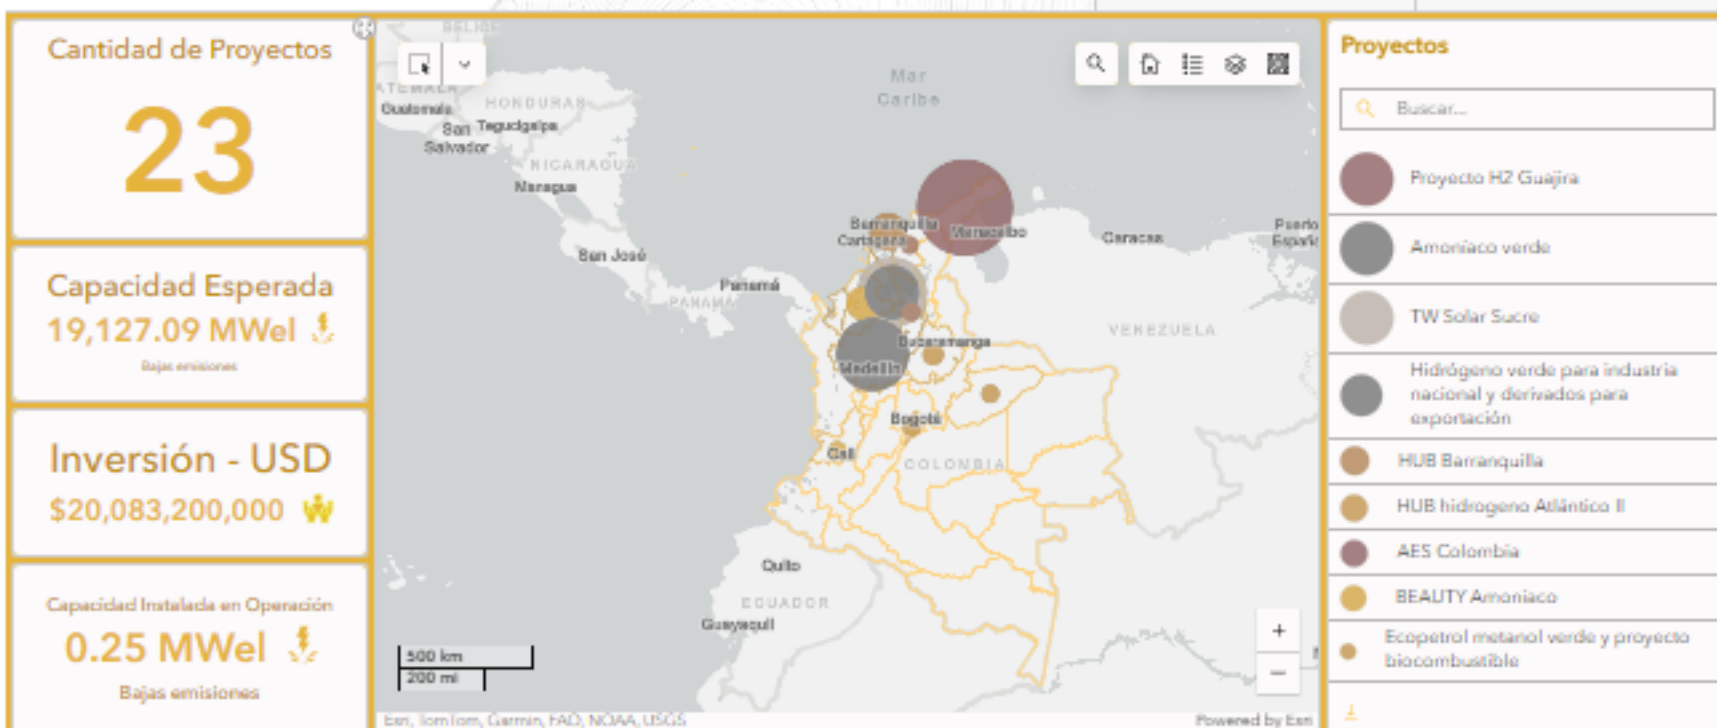 Cantidad de Proyectos
23
Capacidad Esperada
19,127.09 MWel
Bajas emisiones
Inversión - USD
$20,083,200,000
Capacidad Instalada en Operación
0.25 MWel
Bajas emisiones
BELICE
Mar
Caribe
GUATEMALA
Guatemala
HONDURAS
San
Salvador
Tegucigalpa
NICARAGUA
Managua
San José
Panamá
PANAMÁ
Barranquilla
Cartagena
Maracaibo
Caracas
Puerto
España
VENEZUELA
Bucaramanga
Medellín
Bogotá
Cali
COLOMBIA
Quito
ECUADOR
Guayaquil
500 km
200 mi
+
−
Esri, TomTom, Garmin, FAO, NOAA, USGS
Powered by Esri
Proyectos
Buscar...
Proyecto H2 Guajira
Amoniaco verde
TW Solar Sucre
Hidrógeno verde para industria
nacional y derivados para
exportación
HUB Barranquilla
HUB hidrogeno Atlántico II
AES Colombia
BEAUTY Amoniaco
Ecopetrol metanol verde y proyecto
biocombustible